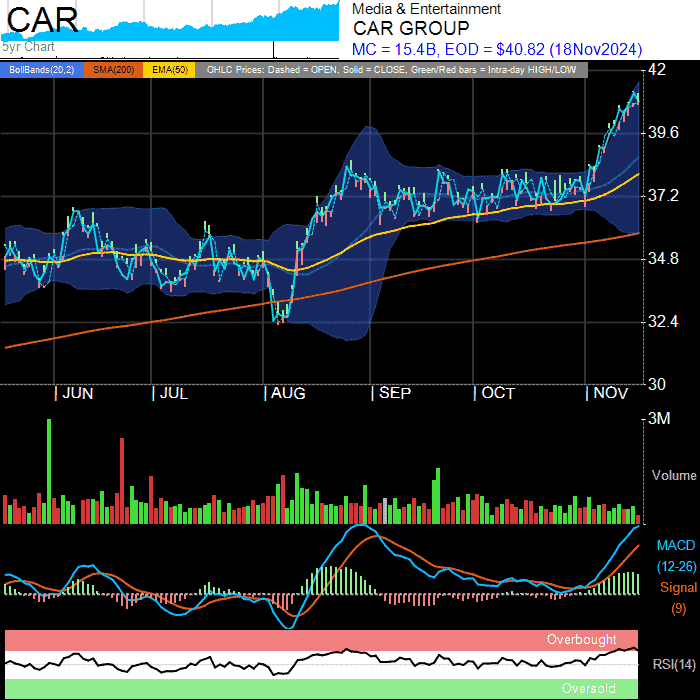 CAR
5yr Chart
Media & Entertainment
CAR GROUP
MC = 15.4B, EOD = $40.82 (18Nov2024)
BollBands(20,2) SMA(200) EMA(50) OHLC Prices: Dashed = OPEN, Solid = CLOSE, Green/Red bars = Intra-day HIGH/LOW
42
39.6
37.2
34.8
32.4
30
JUN JUL AUG SEP OCT NOV
3M
Volume
MACD
(12-26)
Signal
(9)
Overbought
RSI(14)
Oversold